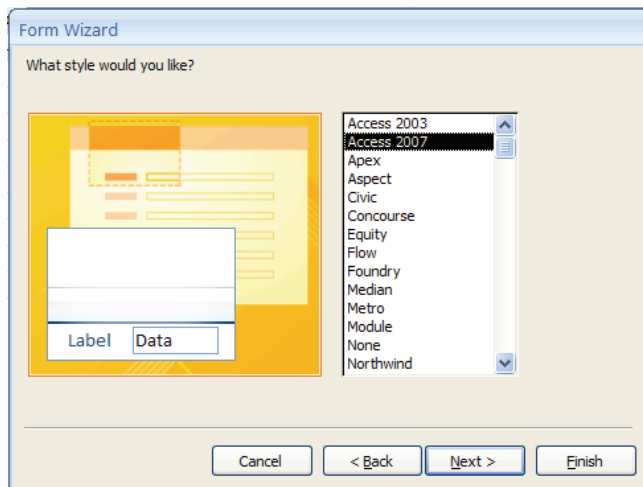 Form Wizard
What style would you like?
Access 2003
Access 2007
Apex
Aspect
Civic
Concourse
Equity
Flow
Foundry
Median
Metro
Module
None
Northwind
Label Data
Cancel < Back Next > Finish